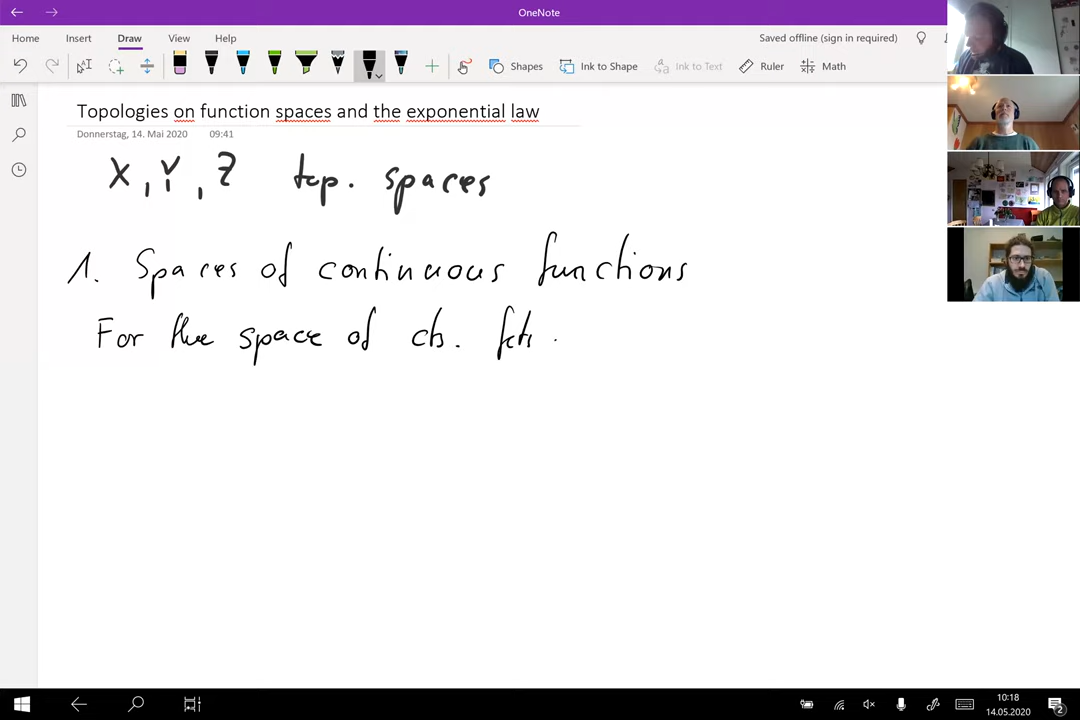 OneNote
Home Insert Draw View Help
Saved offline (sign in required)
Shapes Ink to Shape Ink to Text Ruler Math
Topologies on function spaces and the exponential law
Donnerstag, 14. Mai 2020 09:41
X, Y, Z top. spaces
1. Spaces of continuous functions
For the space of cts. fcts.
10:18
14.05.2020
2